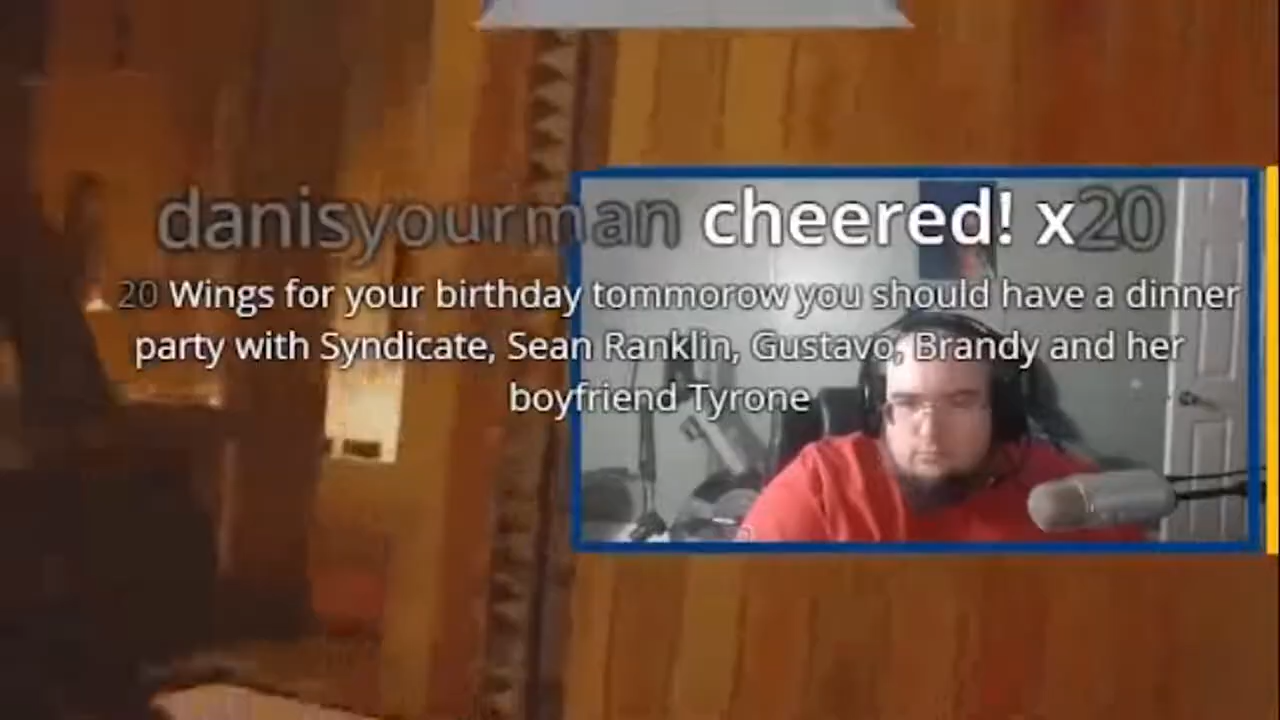 danisyourman cheered! x20
20 Wings for your birthday tommorow you should have a dinner
party with Syndicate, Sean Ranklin, Gustavo, Brandy and her
boyfriend Tyrone